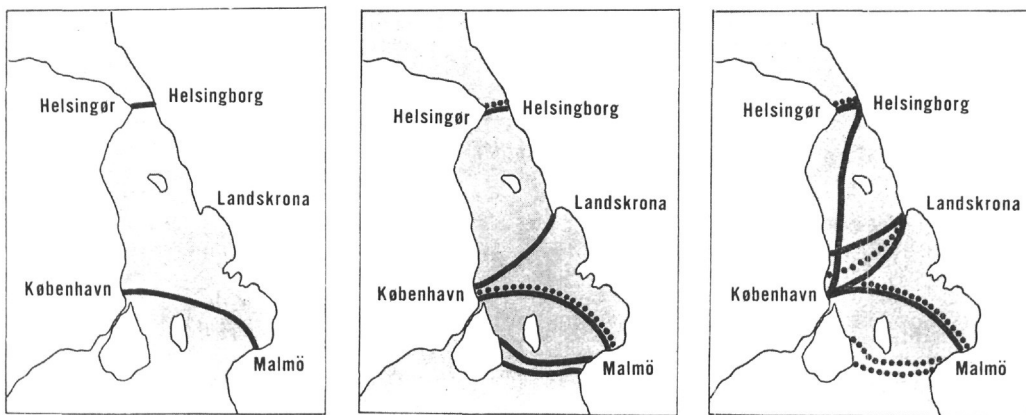 Helsingør
Helsingborg
Landskrona
København
Malmö
Helsingør
Helsingborg
Landskrona
København
Malmö
Helsingør
Helsingborg
Landskrona
København
Malmö